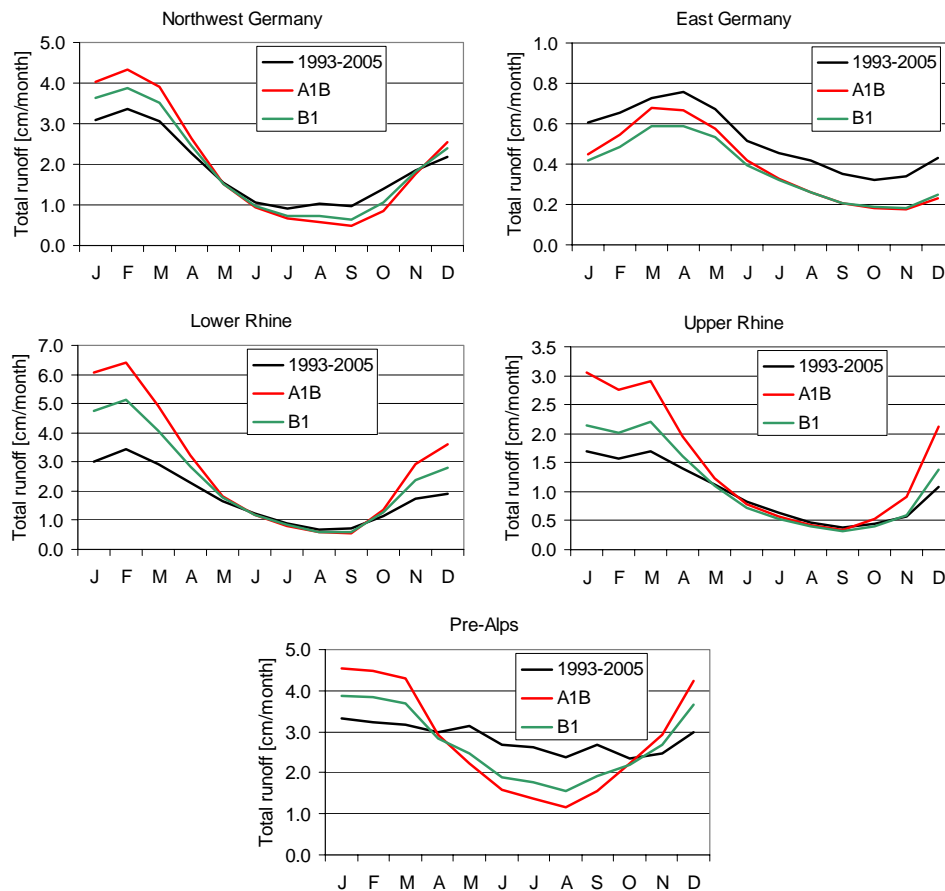 Northwest Germany
Total runoff [cm/month]
5.0
4.0
3.0
2.0
1.0
0.0
1993-2005
A1B
B1
J F M A M J J A S O N D
East Germany
Total runoff [cm/month]
1.0
0.8
0.6
0.4
0.2
0.0
1993-2005
A1B
B1
J F M A M J J A S O N D
Lower Rhine
Total runoff [cm/month]
7.0
6.0
5.0
4.0
3.0
2.0
1.0
0.0
1993-2005
A1B
B1
J F M A M J J A S O N D
Upper Rhine
Total runoff [cm/month]
3.5
3.0
2.5
2.0
1.5
1.0
0.5
0.0
1993-2005
A1B
B1
J F M A M J J A S O N D
Pre-Alps
Total runoff [cm/month]
5.0
4.0
3.0
2.0
1.0
0.0
1993-2005
A1B
B1
J F M A M J J A S O N D